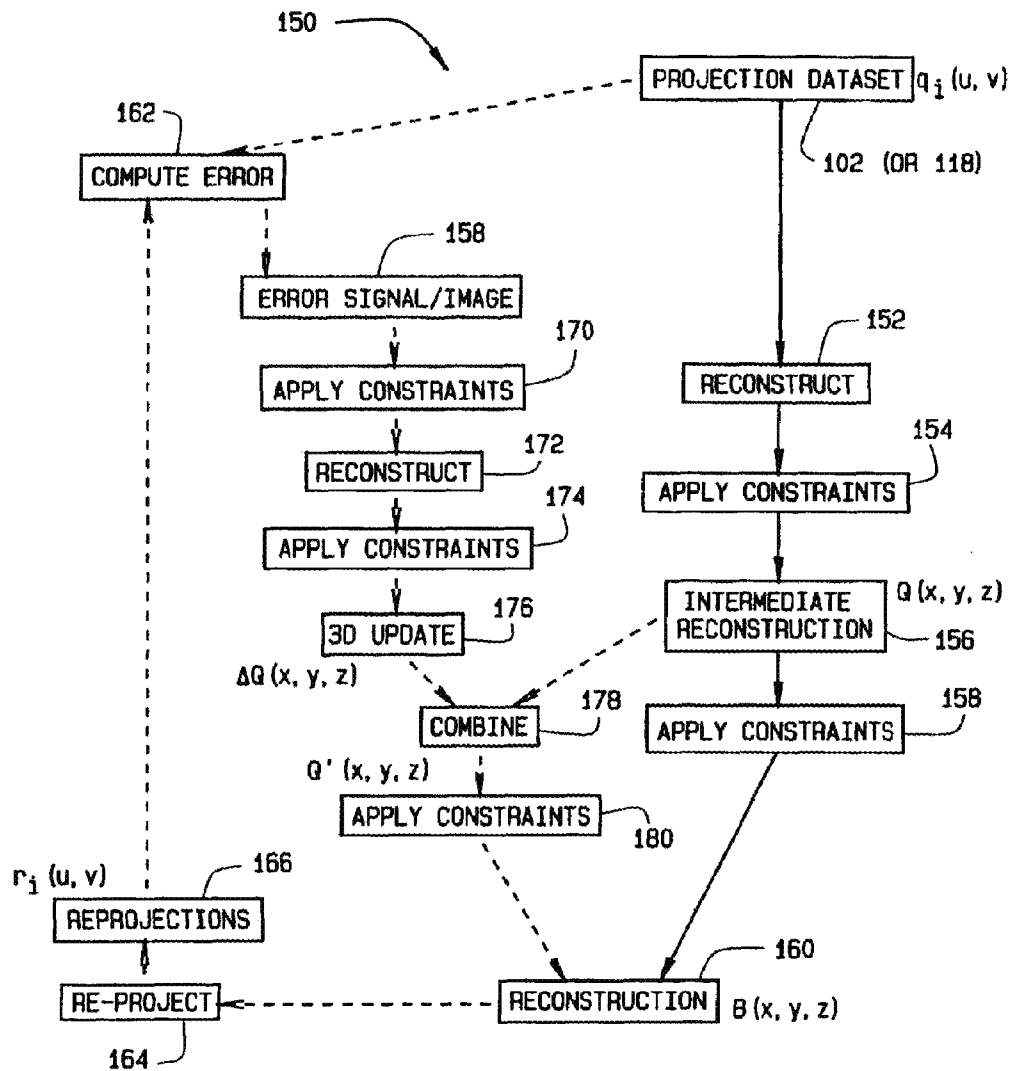 150
PROJECTION DATASET q_i (u, v)
162
102 (OR 118)
COMPUTE ERROR
158
ERROR SIGNAL/IMAGE
152
170
RECONSTRUCT
APPLY CONSTRAINTS
154
172
RECONSTRUCT
APPLY CONSTRAINTS
174
APPLY CONSTRAINTS
INTERMEDIATE
RECONSTRUCTION
Q (x, y, z)
176
156
3D UPDATE
ΔQ (x, y, z)
158
178
COMBINE
APPLY CONSTRAINTS
Q' (x, y, z)
APPLY CONSTRAINTS
180
r_i (u, v)
166
REPROJECTIONS
160
RE-PROJECT
RECONSTRUCTION
B (x, y, z)
164